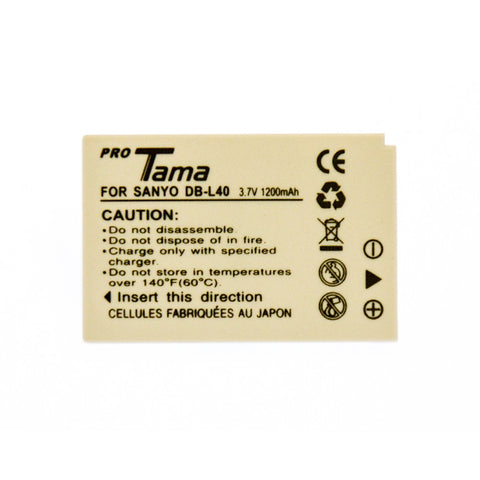 PRO Tama
FOR SANYO DB-L40 3.7V 1200mAh
CAUTION:
•Do not disassemble.
•Do not dispose of in fire.
•Charge only with specified
charger.
•Do not store in temperatures
over 140°F(60°C).
Insert this direction
CELLULES FABRIQUÉES AU JAPON
CE